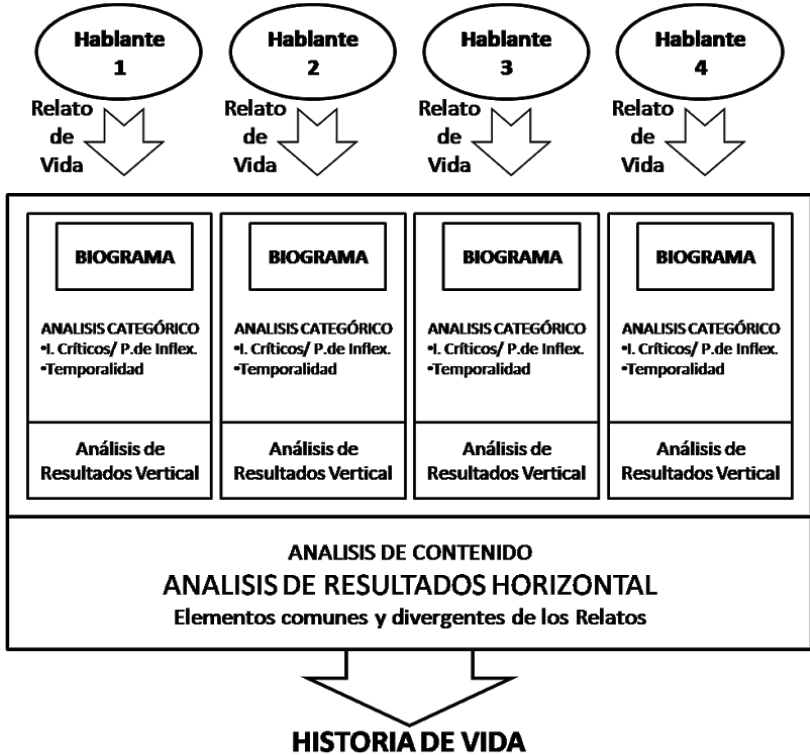 Hablante
1
Hablante
2
Hablante
3
Hablante
4
Relato
de
Vida
Relato
de
Vida
Relato
de
Vida
Relato
de
Vida
BIOGRAMA
ANALISIS CATEGÓRICO
•I. Críticos/ P.de Inflex.
•Temporalidad
Análisis de
Resultados Vertical
BIOGRAMA
ANALISIS CATEGÓRICO
•I. Críticos/ P.de Inflex.
•Temporalidad
Análisis de
Resultados Vertical
BIOGRAMA
ANALISIS CATEGÓRICO
•I. Críticos/ P.de Inflex.
•Temporalidad
Análisis de
Resultados Vertical
BIOGRAMA
ANALISIS CATEGÓRICO
•I. Críticos/ P.de Inflex.
•Temporalidad
Análisis de
Resultados Vertical
ANALISIS DE CONTENIDO
ANALISIS DE RESULTADOS HORIZONTAL
Elementos comunes y divergentes de los Relatos
HISTORIA DE VIDA